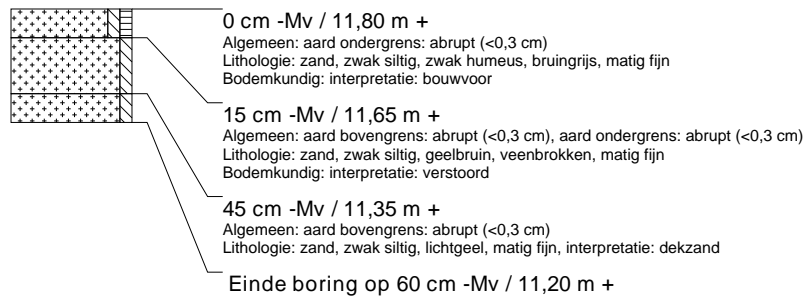 0 cm -Mv / 11,80 m +
Algemeen: aard ondergrens: abrupt (<0,3 cm)
Lithologie: zand, zwak siltig, zwak humeus, bruingrijs, matig fijn
Bodemkundig: interpretatie: bouwvoor
15 cm -Mv / 11,65 m +
Algemeen: aard bovengrens: abrupt (<0,3 cm), aard ondergrens: abrupt (<0,3 cm)
Lithologie: zand, zwak siltig, geelbruin, veenbrokken, matig fijn
Bodemkundig: interpretatie: verstoord
45 cm -Mv / 11,35 m +
Algemeen: aard bovengrens: abrupt (<0,3 cm)
Lithologie: zand, zwak siltig, lichtgeel, matig fijn, interpretatie: dekzand
Einde boring op 60 cm -Mv / 11,20 m +